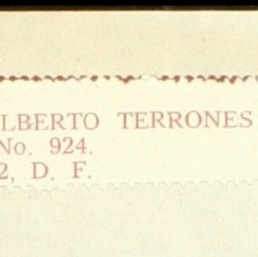 LBERTO TERRONES
No. 924.
2, D. F.